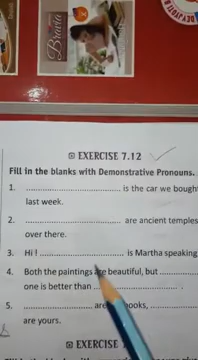 Bravia
EXERCISE 7.12
Fill in the blanks with Demonstrative Pronouns.
1. ................................ is the car we bough
last week.
2. ................................ are ancient temples
over there.
3. Hi ! ............................ is Martha speaking
4. Both the paintings are beautiful, but .............
one is better than ............................ .
5. ........................ are books, ....................
are yours.
EXERCISE